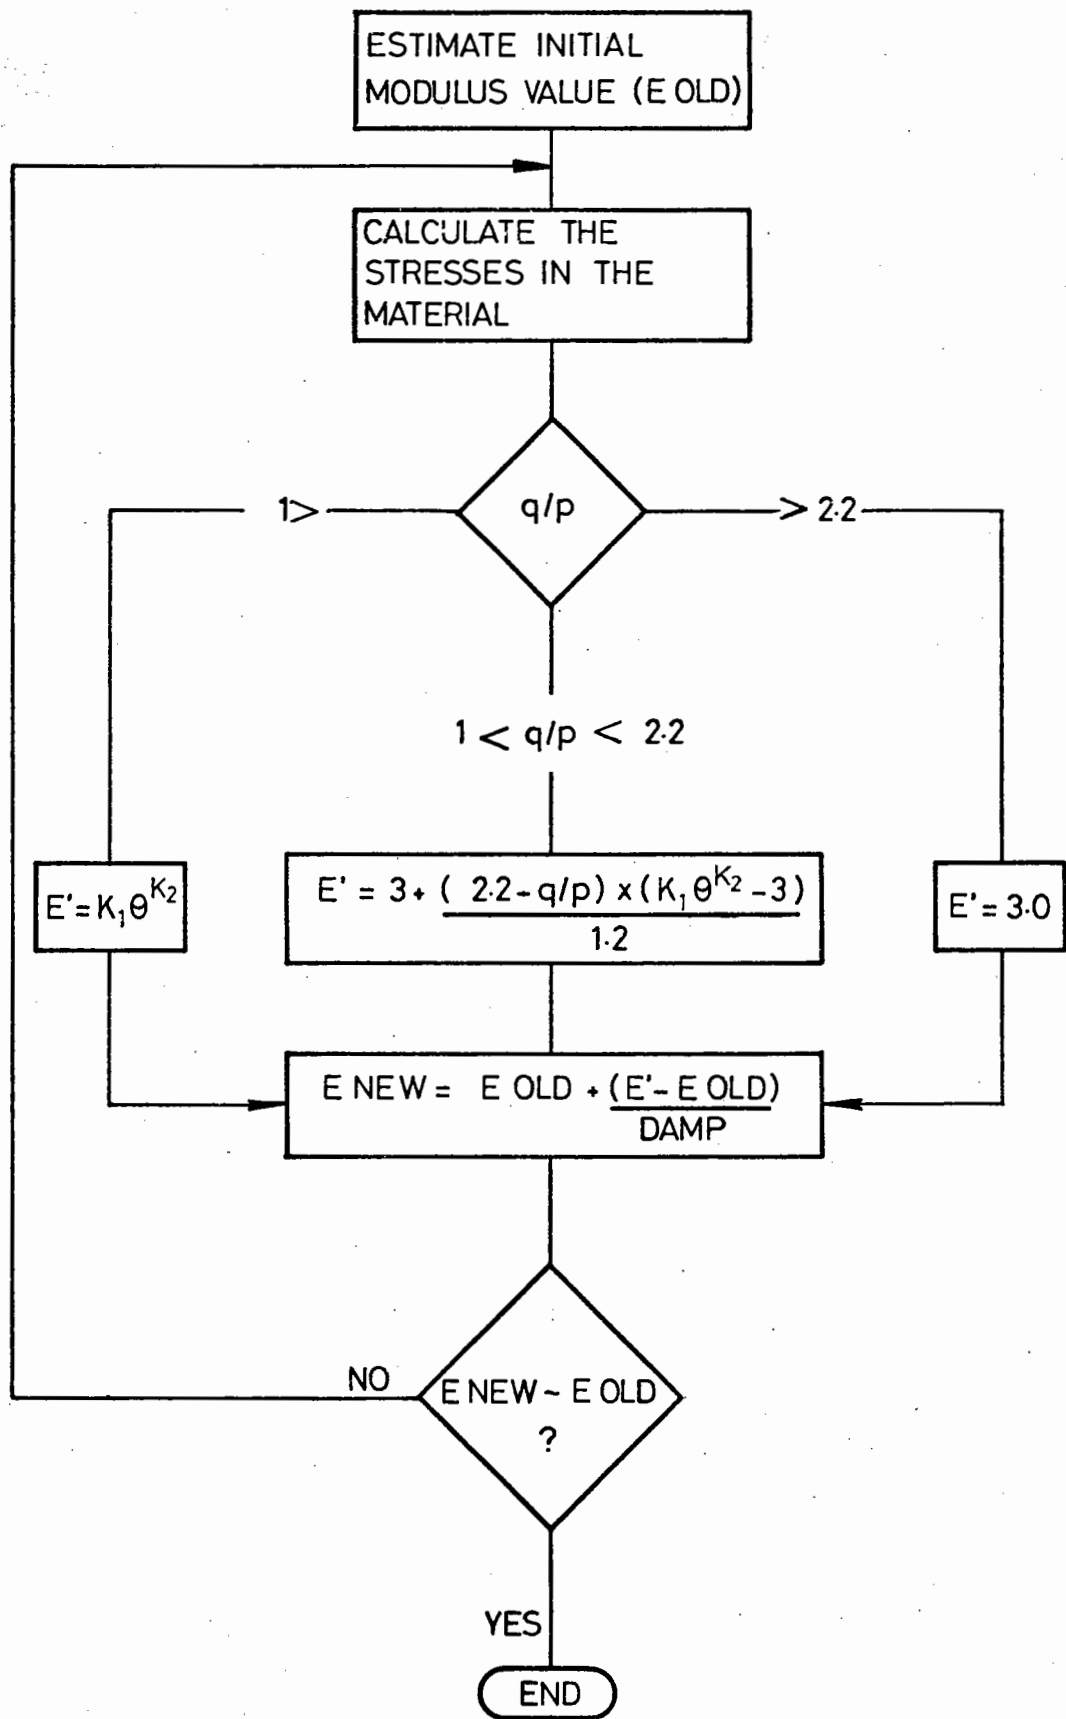 ESTIMATE INITIAL
MODULUS VALUE (E OLD)
CALCULATE THE
STRESSES IN THE
MATERIAL
1>
q/p
> 2.2
1 < q/p < 2.2
E' = K₁θ^K₂
E' = 3 + (2.2 - q/p) × (K₁θ^K₂ - 3)
1.2
E' = 3.0
E NEW = E OLD + (E' - E OLD)
DAMP
NO
E NEW ~ E OLD
?
YES
END